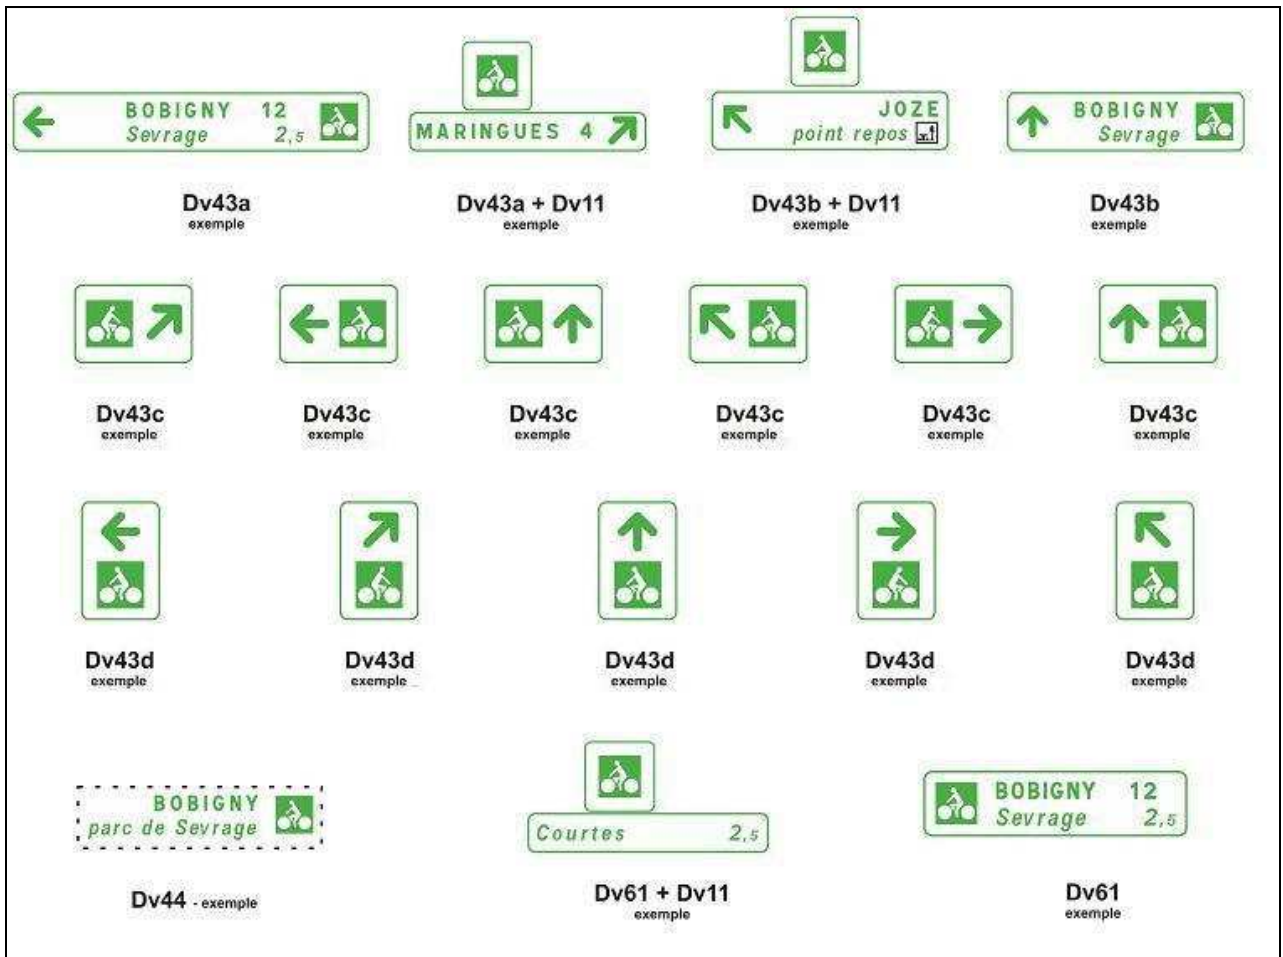 BOBIGNY 12
Sevrage 2,5
MARINGUES 4
JOZE
point repos
BOBIGNY
Sevrage
Dv43a
exemple
Dv43a + Dv11
exemple
Dv43b + Dv11
exemple
Dv43b
exemple
Dv43c
exemple
Dv43c
exemple
Dv43c
exemple
Dv43c
exemple
Dv43c
exemple
Dv43c
exemple
Dv43d
exemple
Dv43d
exemple
Dv43d
exemple
Dv43d
exemple
Dv43d
exemple
BOBIGNY
parc de Sevrage
Dv44 - exemple
Courtes 2,5
Dv61 + Dv11
exemple
BOBIGNY 12
Sevrage 2,5
Dv61
exemple